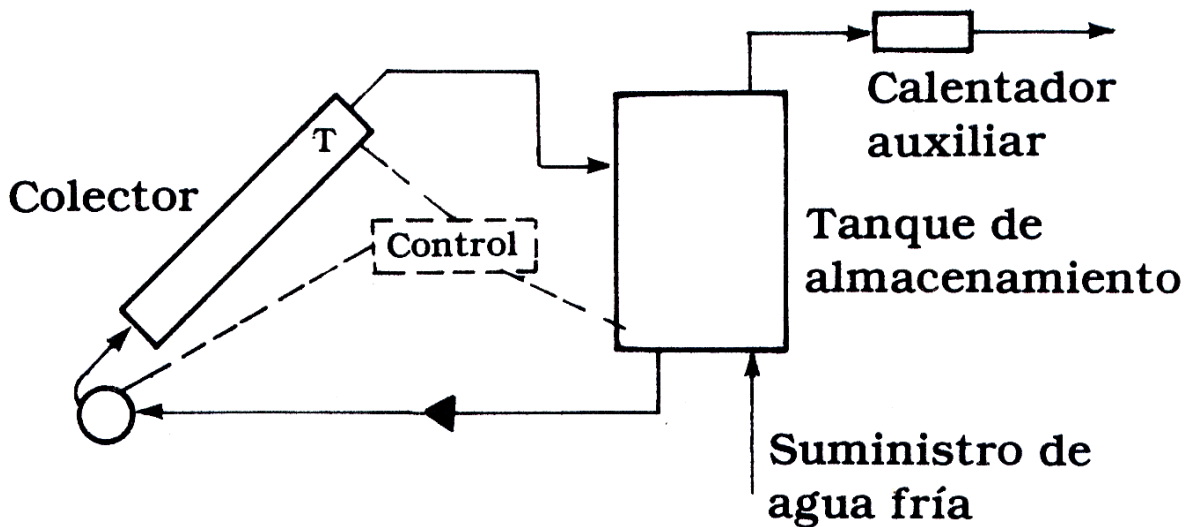 Calentador
auxiliar
T
Colector
Control
Tanque de
almacenamiento
Suministro de
agua fría